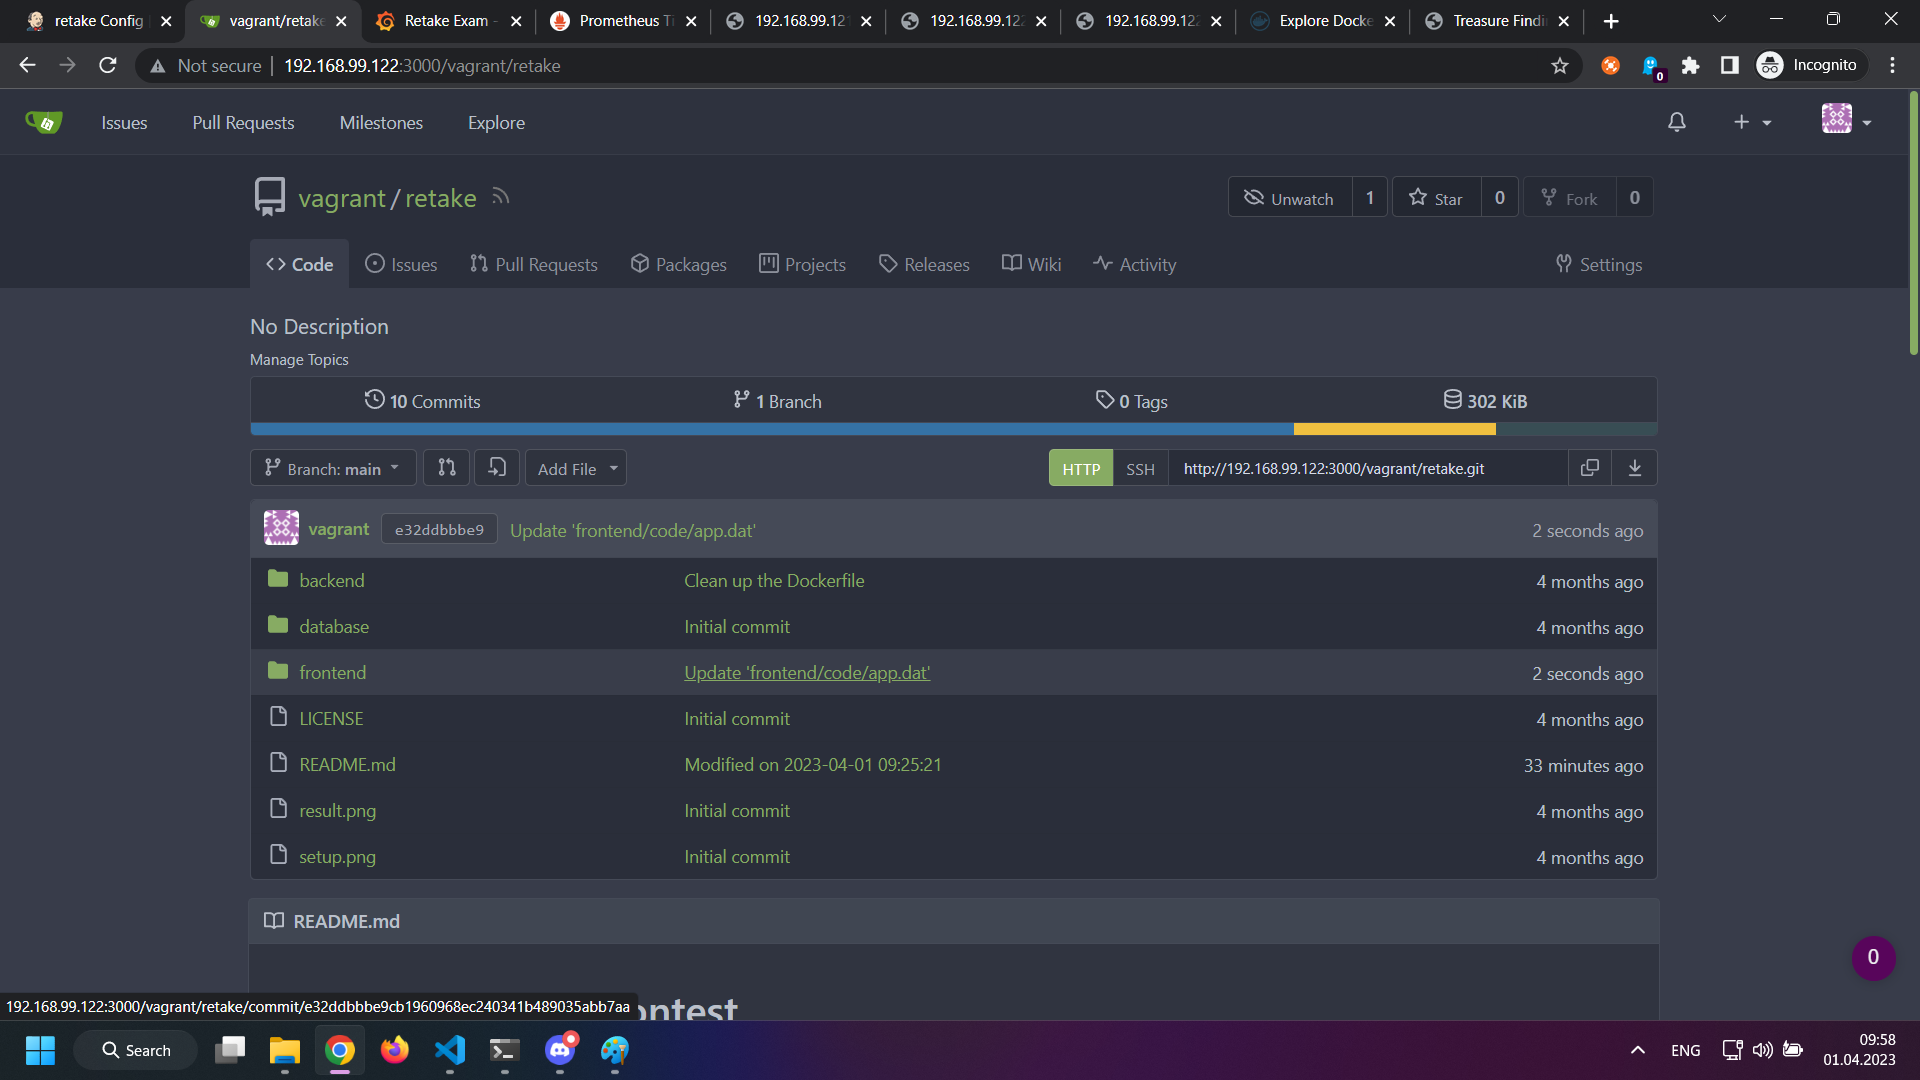 retake Config
vagrant/retake
Retake Exam -
Prometheus Ti
192.168.99.121
192.168.99.122
192.168.99.122
Explore Docke
Treasure Findi
Not secure
192.168.99.122:3000/vagrant/retake
0
Incognito
Issues
Pull Requests
Milestones
Explore
vagrant / retake
Unwatch 1
Star 0
Fork 0
Code
Issues
Pull Requests
Packages
Projects
Releases
Wiki
Activity
Settings
No Description
Manage Topics
10 Commits
1 Branch
0 Tags
302 KiB
Branch: main
Add File
HTTP
SSH
http://192.168.99.122:3000/vagrant/retake.git
vagrant e32ddbbbe9 Update 'frontend/code/app.dat' 2 seconds ago
backend Clean up the Dockerfile 4 months ago
database Initial commit 4 months ago
frontend Update 'frontend/code/app.dat' 2 seconds ago
LICENSE Initial commit 4 months ago
README.md Modified on 2023-04-01 09:25:21 33 minutes ago
result.png Initial commit 4 months ago
setup.png Initial commit 4 months ago
README.md
0
192.168.99.122:3000/vagrant/retake/commit/e32ddbbbe9cb1960968ec240341b489035abb7aa
ontest
Search
ENG
09:58
01.04.2023